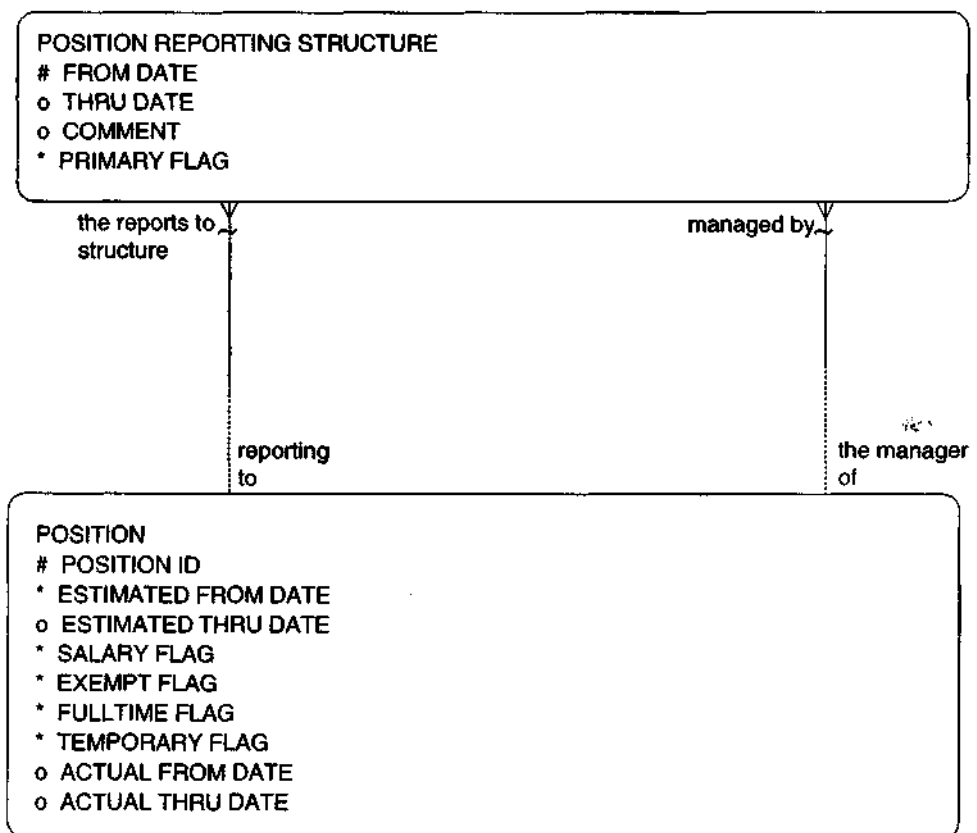 POSITION REPORTING STRUCTURE
# FROM DATE
o THRU DATE
o COMMENT
* PRIMARY FLAG
the reports to
structure
managed by
reporting
to
the manager
of
POSITION
# POSITION ID
* ESTIMATED FROM DATE
o ESTIMATED THRU DATE
* SALARY FLAG
* EXEMPT FLAG
* FULLTIME FLAG
* TEMPORARY FLAG
o ACTUAL FROM DATE
o ACTUAL THRU DATE